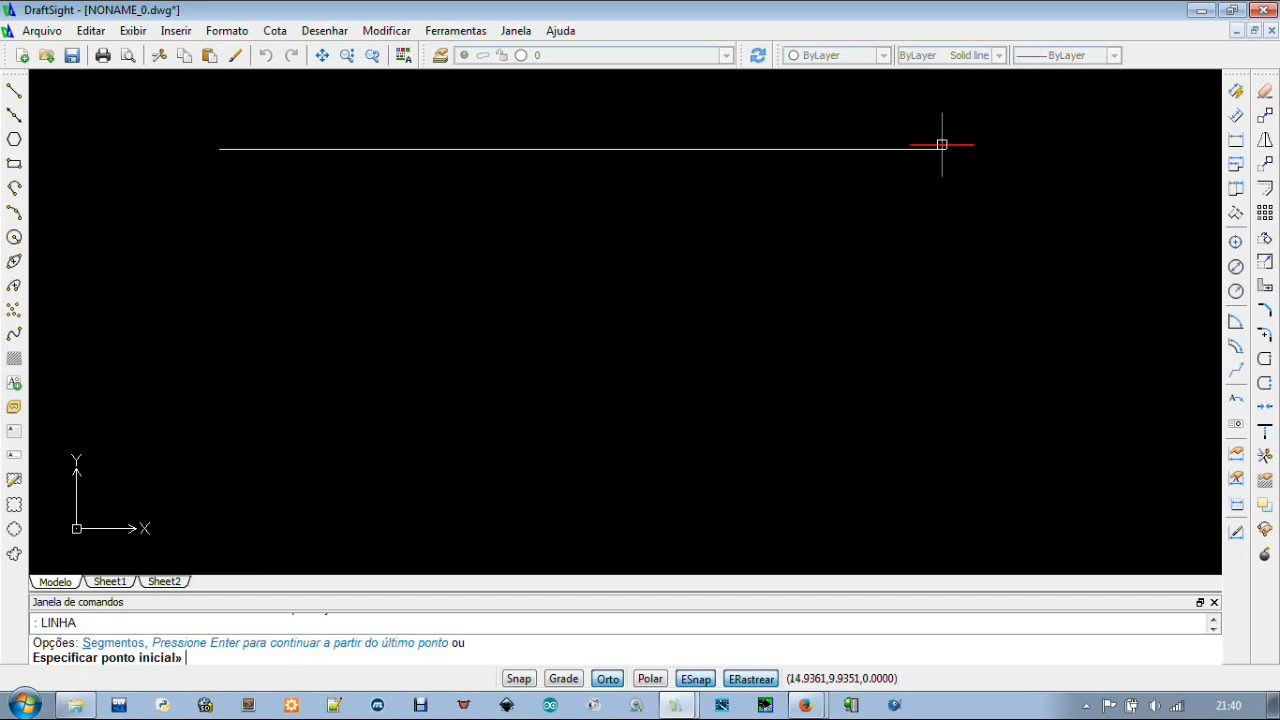 DraftSight - [NONAME_0.dwg*]
Arquivo Editar Exibir Inserir Formato Cota Desenhar Modificar Ferramentas Janela Ajuda
0 ByLayer ByLayer Solid line ByLayer
Y
X
Modelo Sheet1 Sheet2
Janela de comandos
: LINHA
Opções: Segmentos, Pressione Enter para continuar a partir do último ponto ou
Especificar ponto inicial»
Snap Grade Orto Polar ESnap ERastrear (14.9361,9.9351,0.0000)
21:40